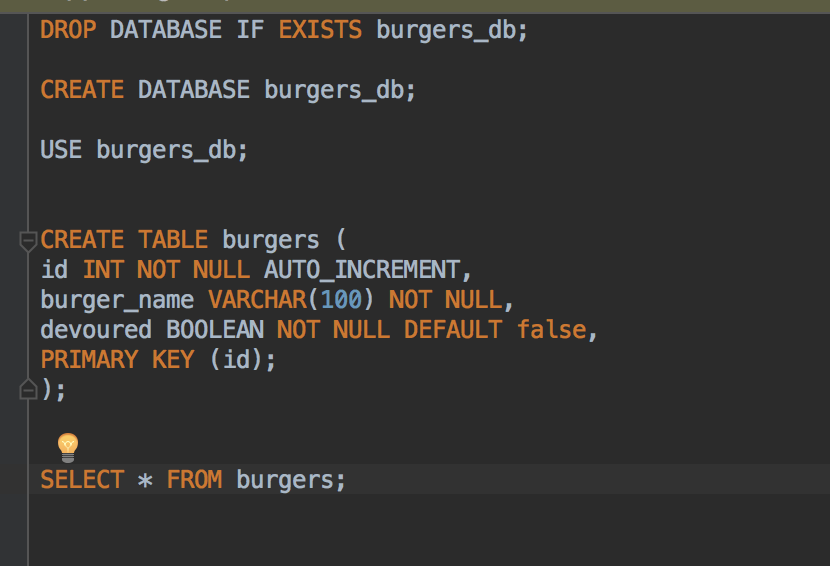 DROP DATABASE IF EXISTS burgers_db;
CREATE DATABASE burgers_db;
USE burgers_db;
CREATE TABLE burgers (
id INT NOT NULL AUTO_INCREMENT,
burger_name VARCHAR(100) NOT NULL,
devoured BOOLEAN NOT NULL DEFAULT false,
PRIMARY KEY (id);
);
SELECT * FROM burgers;